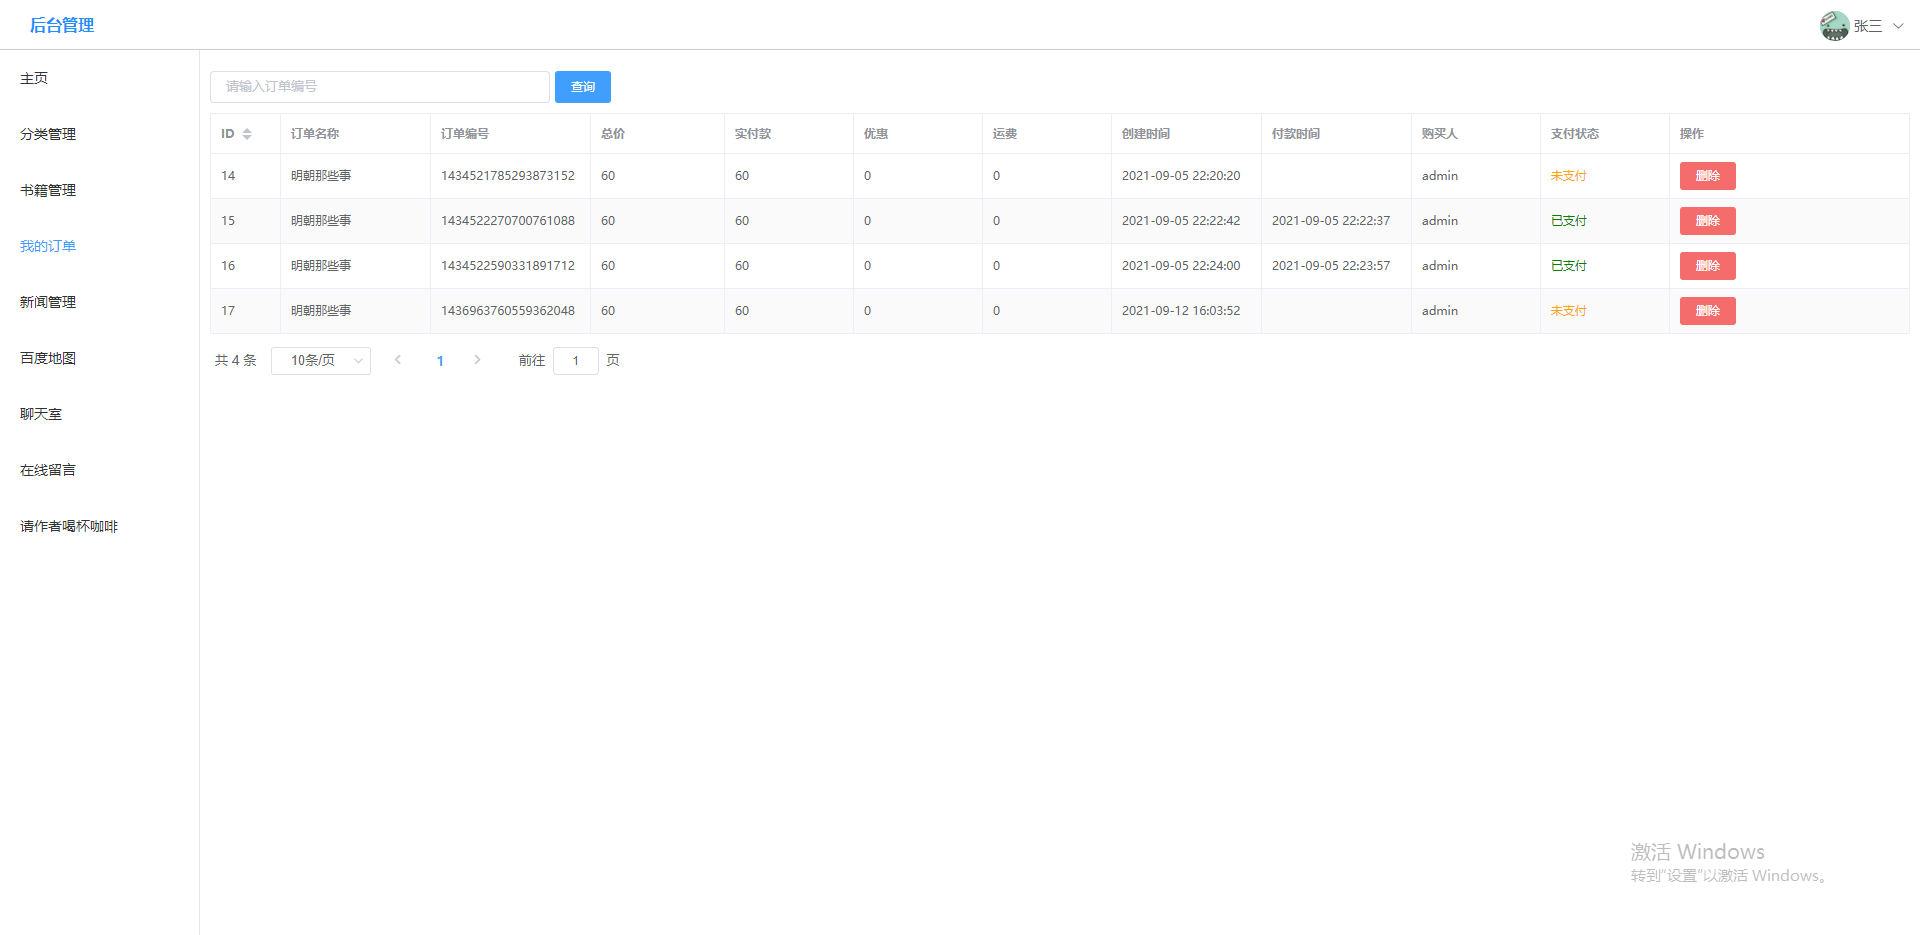 后台管理
张三
主页
分类管理
书籍管理
我的订单
新闻管理
百度地图
聊天室
在线留言
请作者喝杯咖啡
请输入订单编号 查询
ID 订单名称 订单编号 总价 实付款 优惠 运费 创建时间 付款时间 购买人 支付状态 操作
14 明朝那些事 1434521785293873152 60 60 0 0 2021-09-05 22:20:20 admin 未支付 删除
15 明朝那些事 1434522270700761088 60 60 0 0 2021-09-05 22:22:42 2021-09-05 22:22:37 admin 已支付 删除
16 明朝那些事 1434522590331891712 60 60 0 0 2021-09-05 22:24:00 2021-09-05 22:23:57 admin 已支付 删除
17 明朝那些事 1436963760559362048 60 60 0 0 2021-09-12 16:03:52 admin 未支付 删除
共 4 条 10条/页 1 前往 1 页
激活 Windows
转到“设置”以激活 Windows。